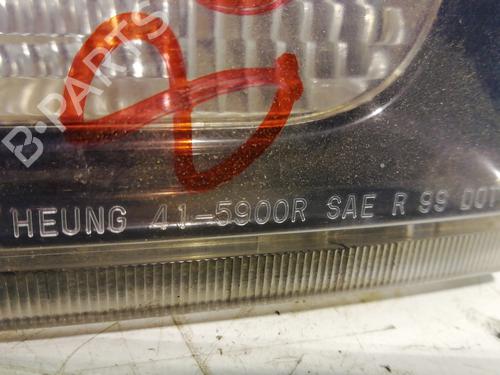 B-PARTS
HEUNG 41-5900R SAE R 99 DOT